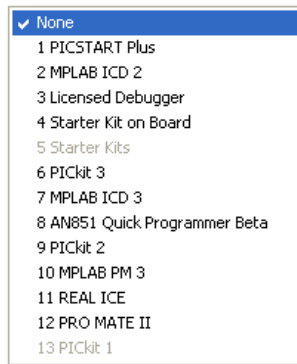 None
1 PICSTART Plus
2 MPLAB ICD 2
3 Licensed Debugger
4 Starter Kit on Board
5 Starter Kits
6 PICkit 3
7 MPLAB ICD 3
8 AN851 Quick Programmer Beta
9 PICkit 2
10 MPLAB PM 3
11 REAL ICE
12 PRO MATE II
13 PICkit 1